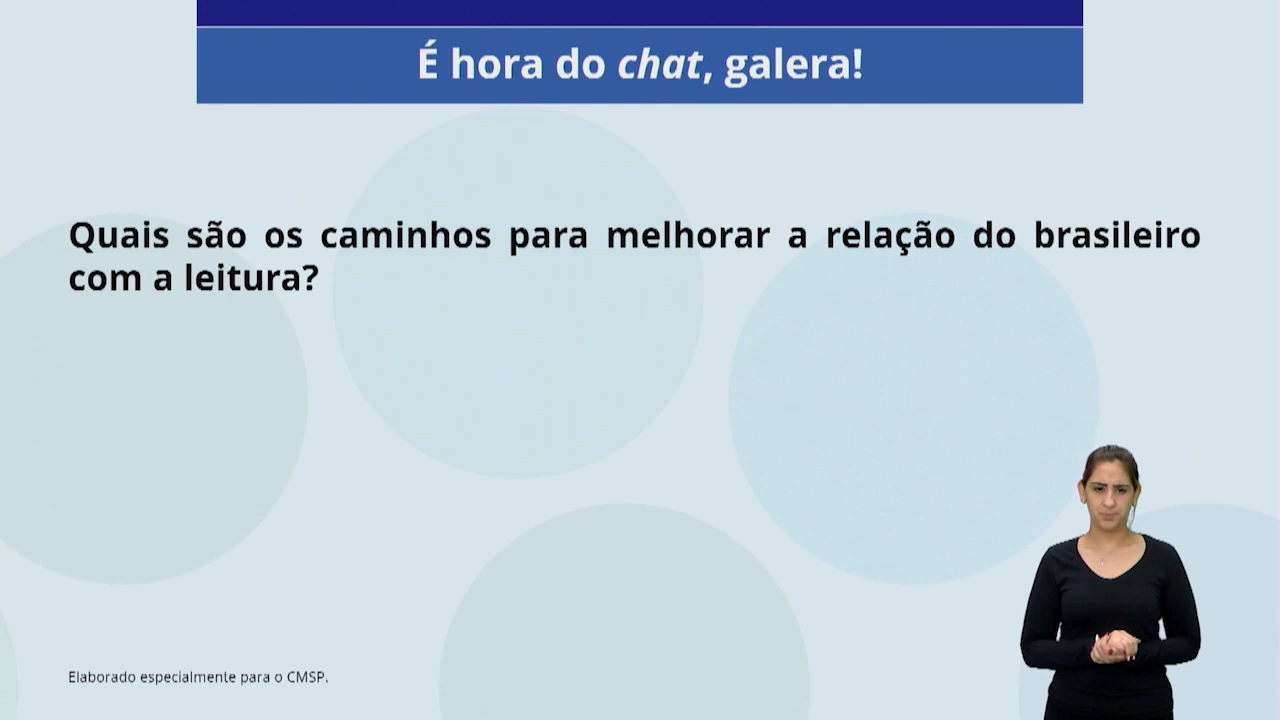 É hora do chat, galera!
Quais são os caminhos para melhorar a relação do brasileiro
com a leitura?
Elaborado especialmente para o CMSP.